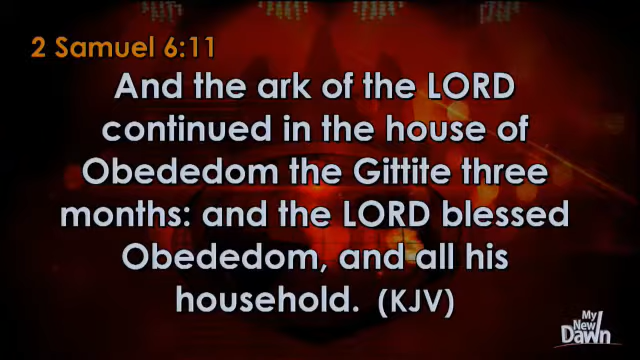 2 Samuel 6:11
And the ark of the LORD
continued in the house of
Obededom the Gittite three
months: and the LORD blessed
Obededom, and all his
household. (KJV)
My
New
Dawn